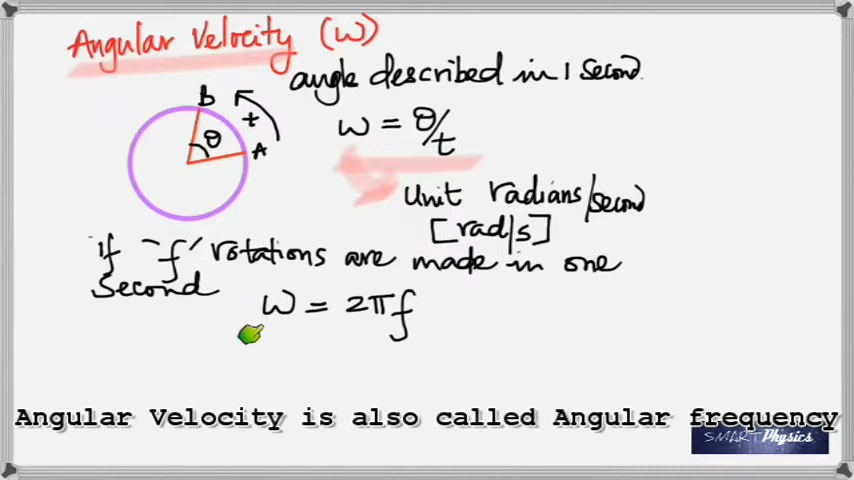 Angular Velocity (ω)
angle described in 1 second.
B
θ
+
A
ω = θ/t
Unit radians/second
[rad/s]
If "f" rotations are made in one
second
ω = 2πf
Angular Velocity is also called Angular frequency
SMART Physics